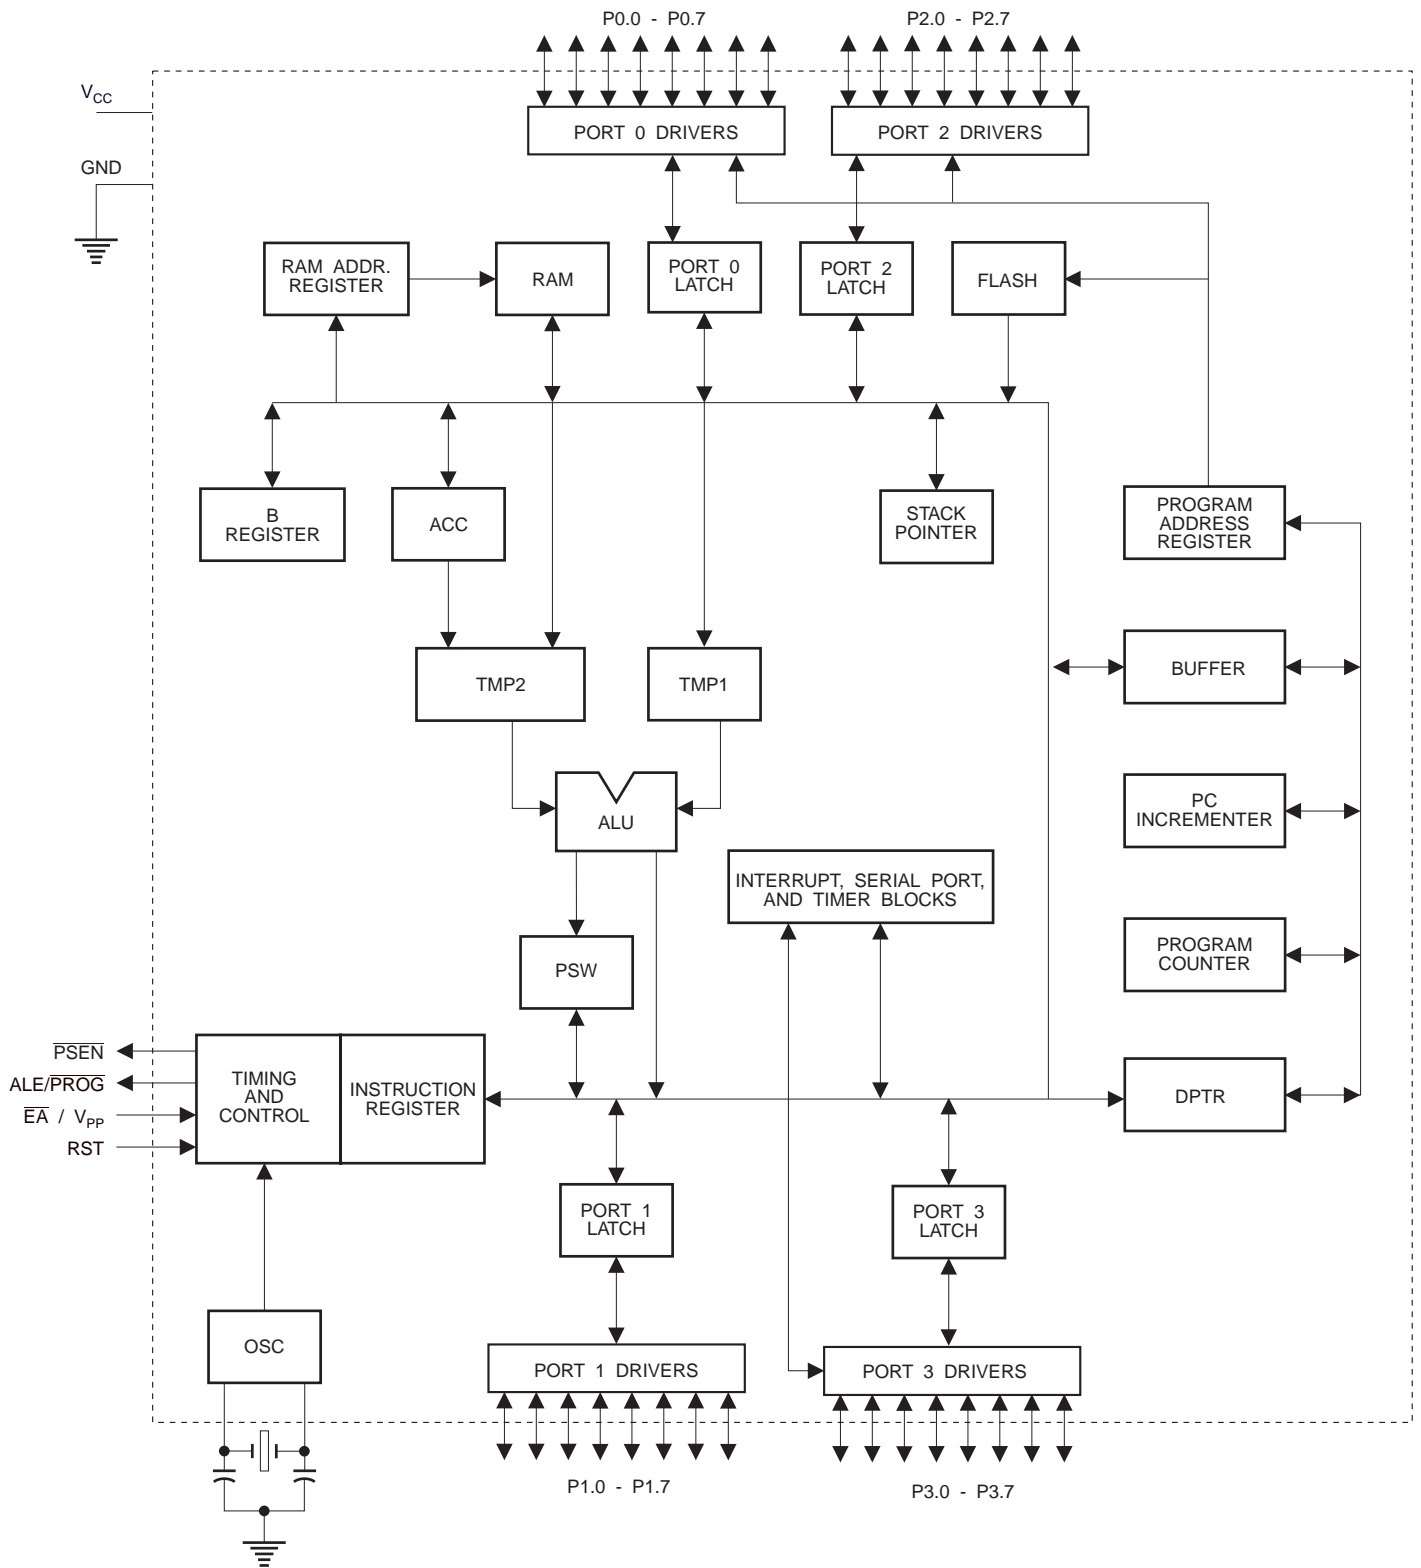 P0.0 - P0.7
P2.0 - P2.7
VCC
PORT 0 DRIVERS
PORT 2 DRIVERS
GND
RAM ADDR.
REGISTER
RAM
PORT 0
LATCH
PORT 2
LATCH
FLASH
B
REGISTER
ACC
STACK
POINTER
PROGRAM
ADDRESS
REGISTER
BUFFER
TMP2
TMP1
PC
INCREMENTER
ALU
INTERRUPT, SERIAL PORT,
AND TIMER BLOCKS
PROGRAM
COUNTER
PSW
P̅S̅E̅N̅
ALE/P̅R̅O̅G̅
E̅A̅ / VPP
RST
TIMING
AND
CONTROL
INSTRUCTION
REGISTER
DPTR
PORT 1
LATCH
PORT 3
LATCH
OSC
PORT 1 DRIVERS
PORT 3 DRIVERS
P1.0 - P1.7
P3.0 - P3.7